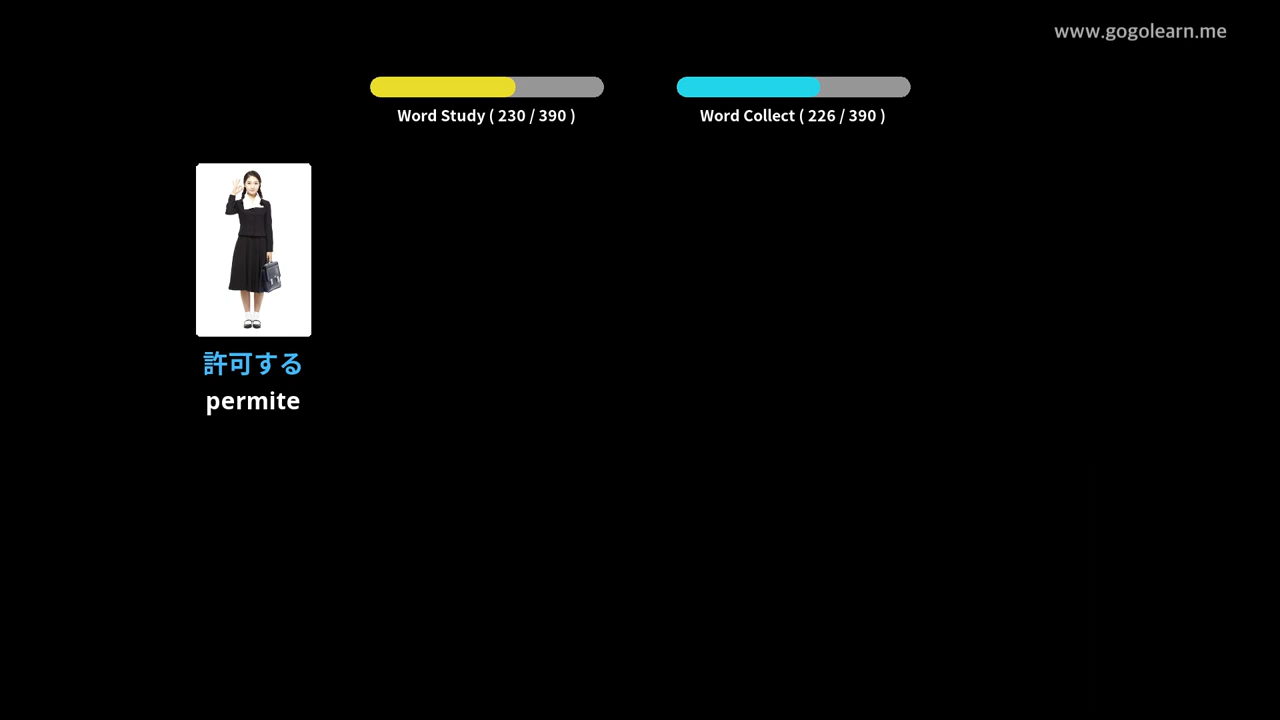 www.gogolearn.me
Word Study ( 230 / 390 )
Word Collect ( 226 / 390 )
許可する
permite